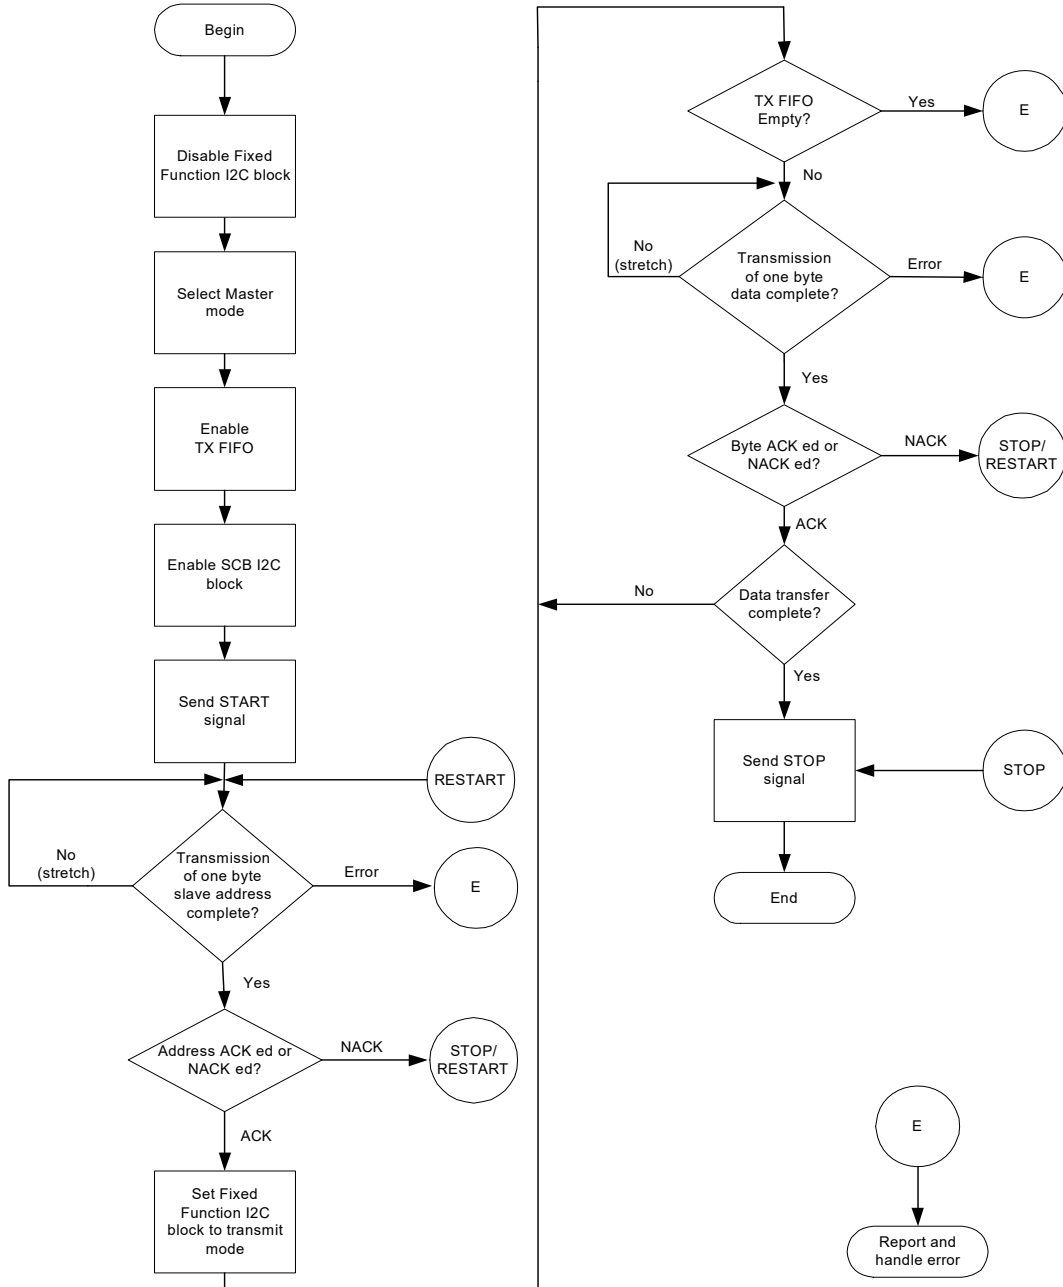 Begin
Disable Fixed
Function I2C block
Select Master
mode
Enable
TX FIFO
Enable SCB I2C
block
Send START
signal
RESTART
No
(stretch)
Transmission
of one byte
slave address
complete?
Error
E
Yes
Address ACK ed or
NACK ed?
NACK
STOP/
RESTART
ACK
Set Fixed
Function I2C
block to transmit
mode
TX FIFO
Empty?
Yes
E
No
No
(stretch)
Transmission
of one byte
data complete?
Error
E
Yes
Byte ACK ed or
NACK ed?
NACK
STOP/
RESTART
ACK
No
Data transfer
complete?
Yes
Send STOP
signal
STOP
End
E
Report and
handle error